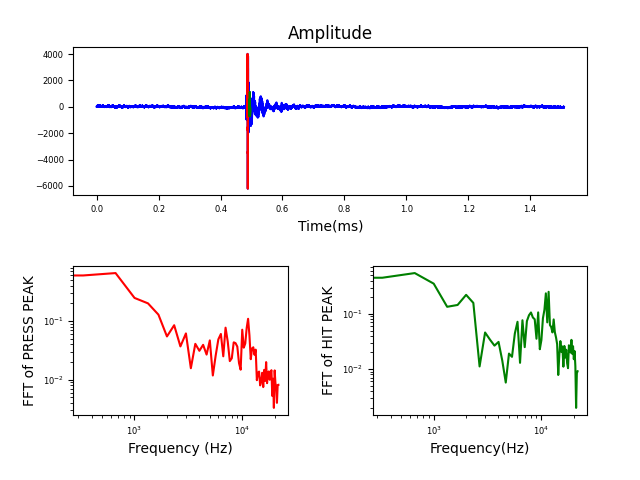 Amplitude
4000
2000
0
−2000
−4000
−6000
0.0 0.2 0.4 0.6 0.8 1.0 1.2 1.4
Time(ms)
FFT of PRESS PEAK
10⁻¹
10⁻²
10³ 10⁴
Frequency (Hz)
FFT of HIT PEAK
10⁻¹
10⁻²
10³ 10⁴
Frequency(Hz)